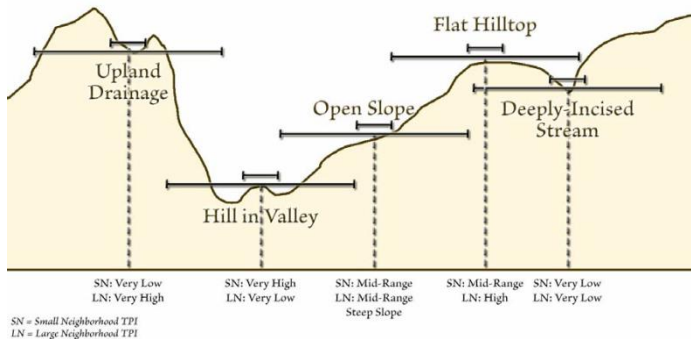 Flat Hilltop
Upland
Drainage
Open Slope
Deeply-Incised
Stream
Hill in Valley
SN: Very Low
LN: Very High
SN: Very High
LN: Very Low
SN: Mid-Range
LN: Mid-Range
Steep Slope
SN: Mid-Range
LN: High
SN: Very Low
LN: Very Low
SN = Small Neighborhood TPI
LN = Large Neighborhood TPI